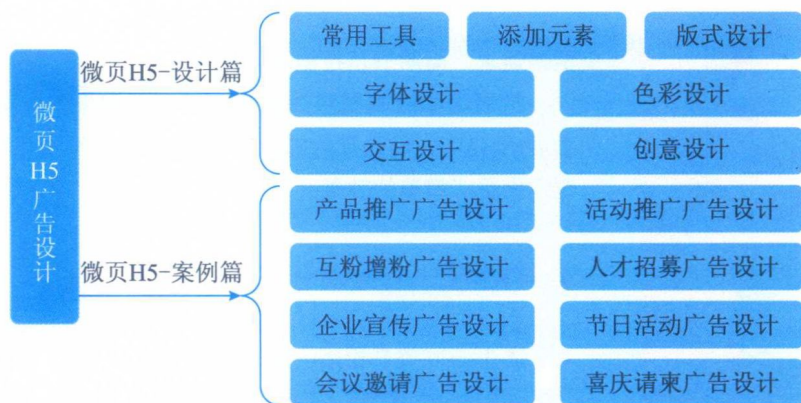 微页H5广告设计
微页H5-设计篇
常用工具
添加元素
版式设计
字体设计
色彩设计
交互设计
创意设计
微页H5-案例篇
产品推广广告设计
活动推广广告设计
互粉增粉广告设计
人才招募广告设计
企业宣传广告设计
节日活动广告设计
会议邀请广告设计
喜庆请柬广告设计